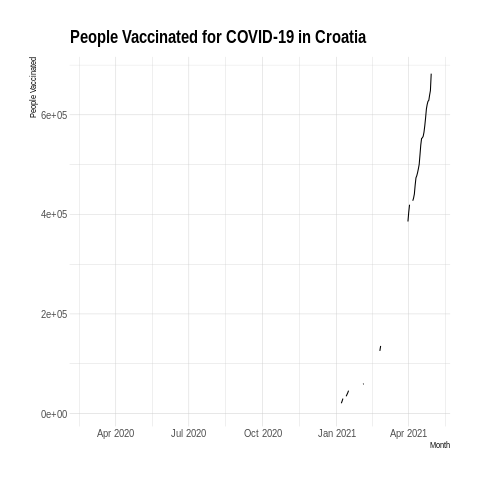 People Vaccinated for COVID-19 in Croatia
People Vaccinated
6e+05
4e+05
2e+05
0e+00
Apr 2020 Jul 2020 Oct 2020 Jan 2021 Apr 2021
Month